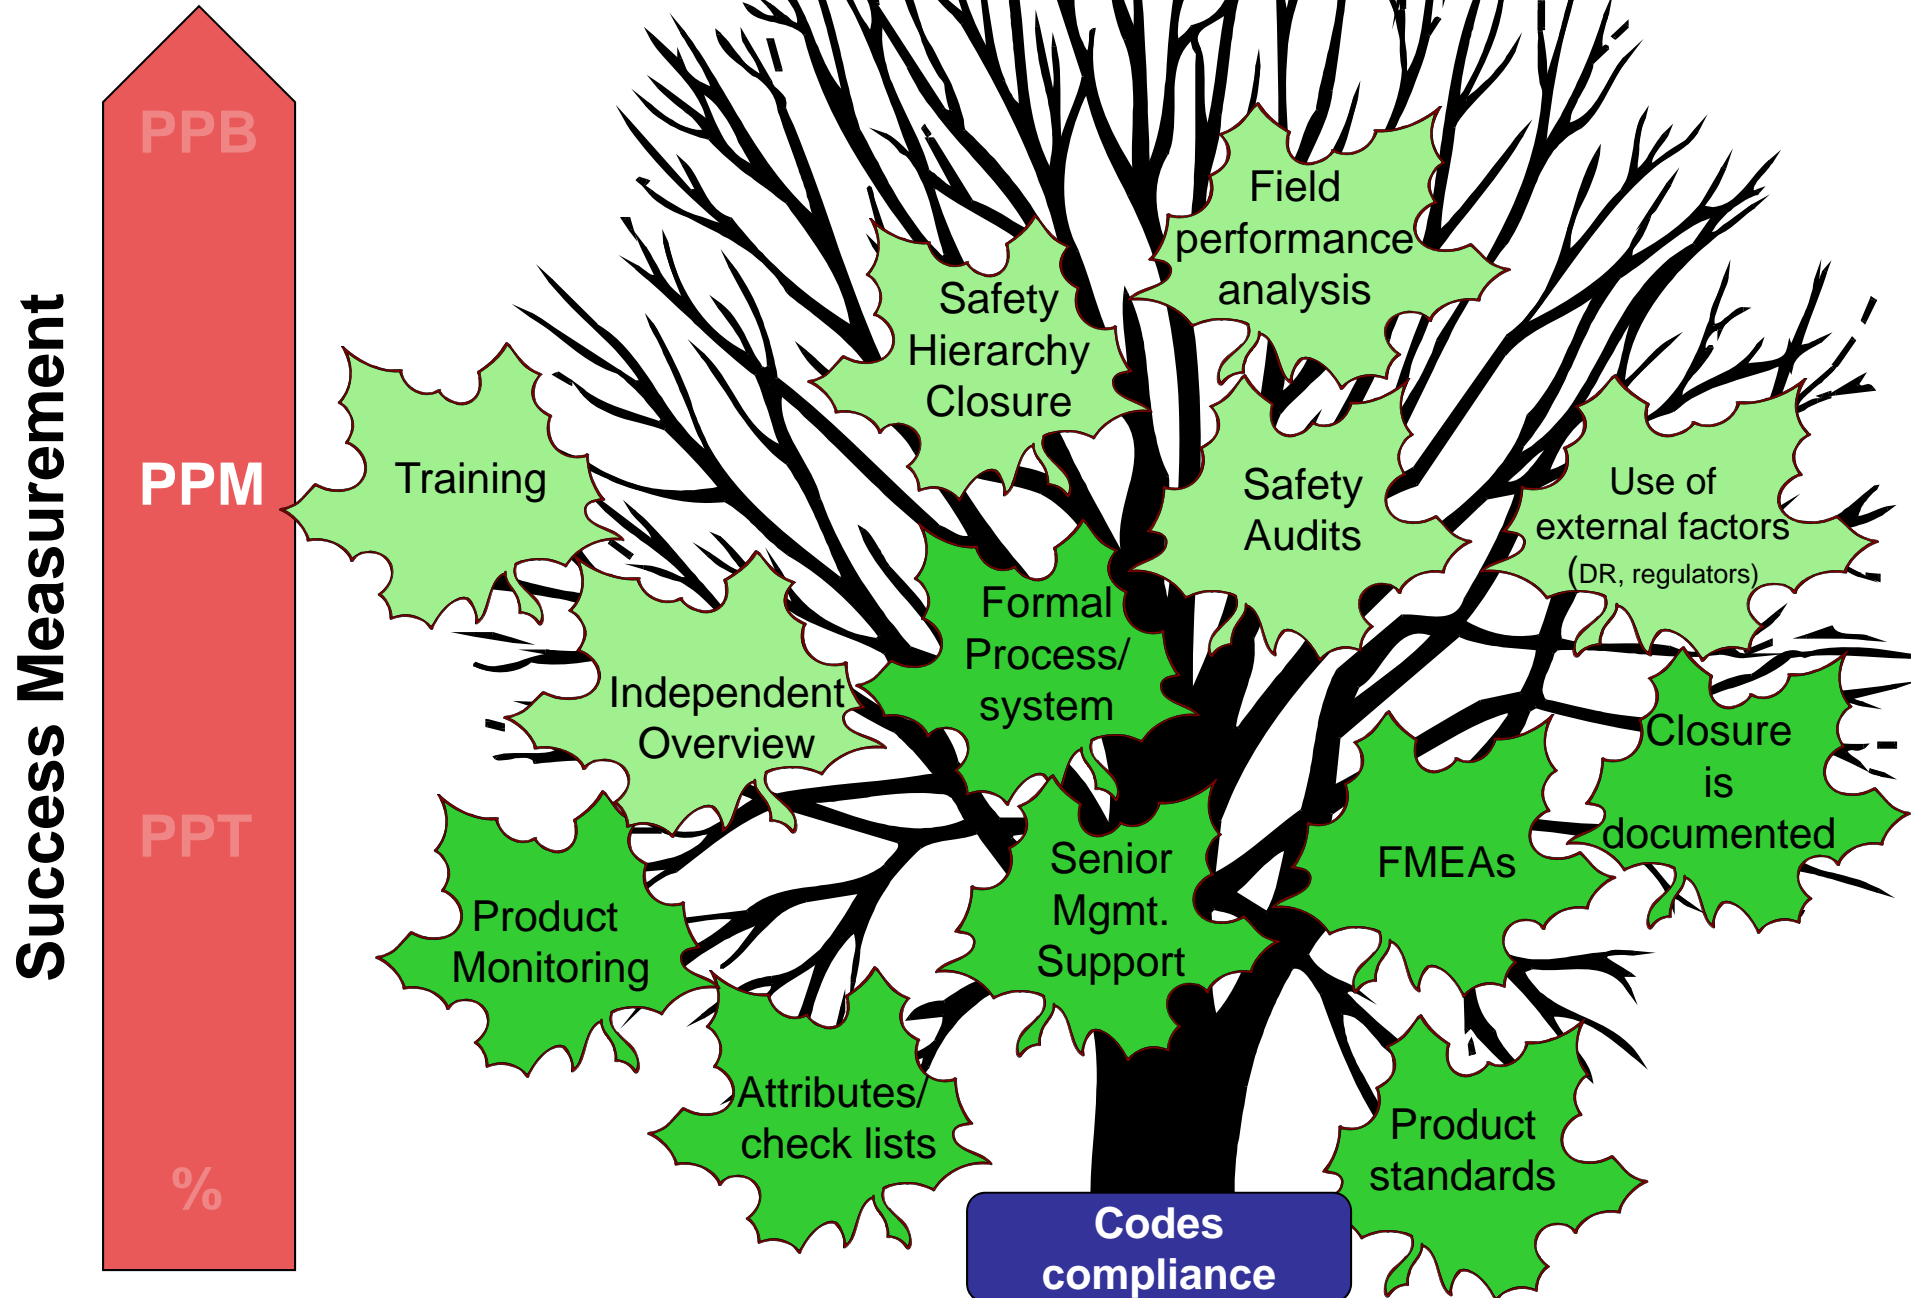 Success Measurement
PPB
PPM
PPT
%
Field
performance
analysis
Safety
Hierarchy
Closure
Training
Safety
Audits
Use of
external factors
(DR, regulators)
Formal
Process/
system
Independent
Overview
Closure
is
documented
Senior
Mgmt.
Support
FMEAs
Product
Monitoring
Attributes/
check lists
Product
standards
Codes
compliance